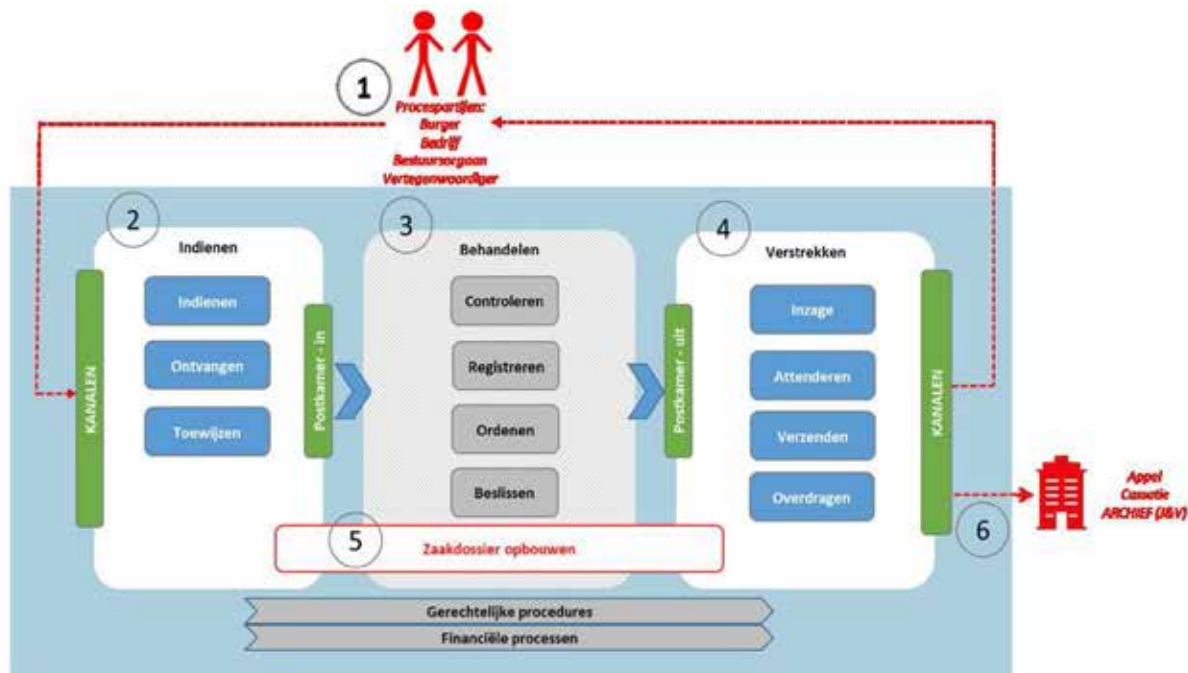 1
Procespartijen:
Burger
Bedrijf
Bestuursorgaan
Vertegenwoordiger
2
Indienen
KANALEN
Indienen
Ontvangen
Toewijzen
Postkamer - in
3
Behandelen
Controleren
Registreren
Ordenen
Beslissen
4
Verstrekken
Postkamer - uit
Inzage
Attenderen
Verzenden
Overdragen
KANALEN
5
Zaakdossier opbouwen
6
Appel
Cassatie
ARCHIEF (J&V)
Gerechtelijke procedures
Financiële processen